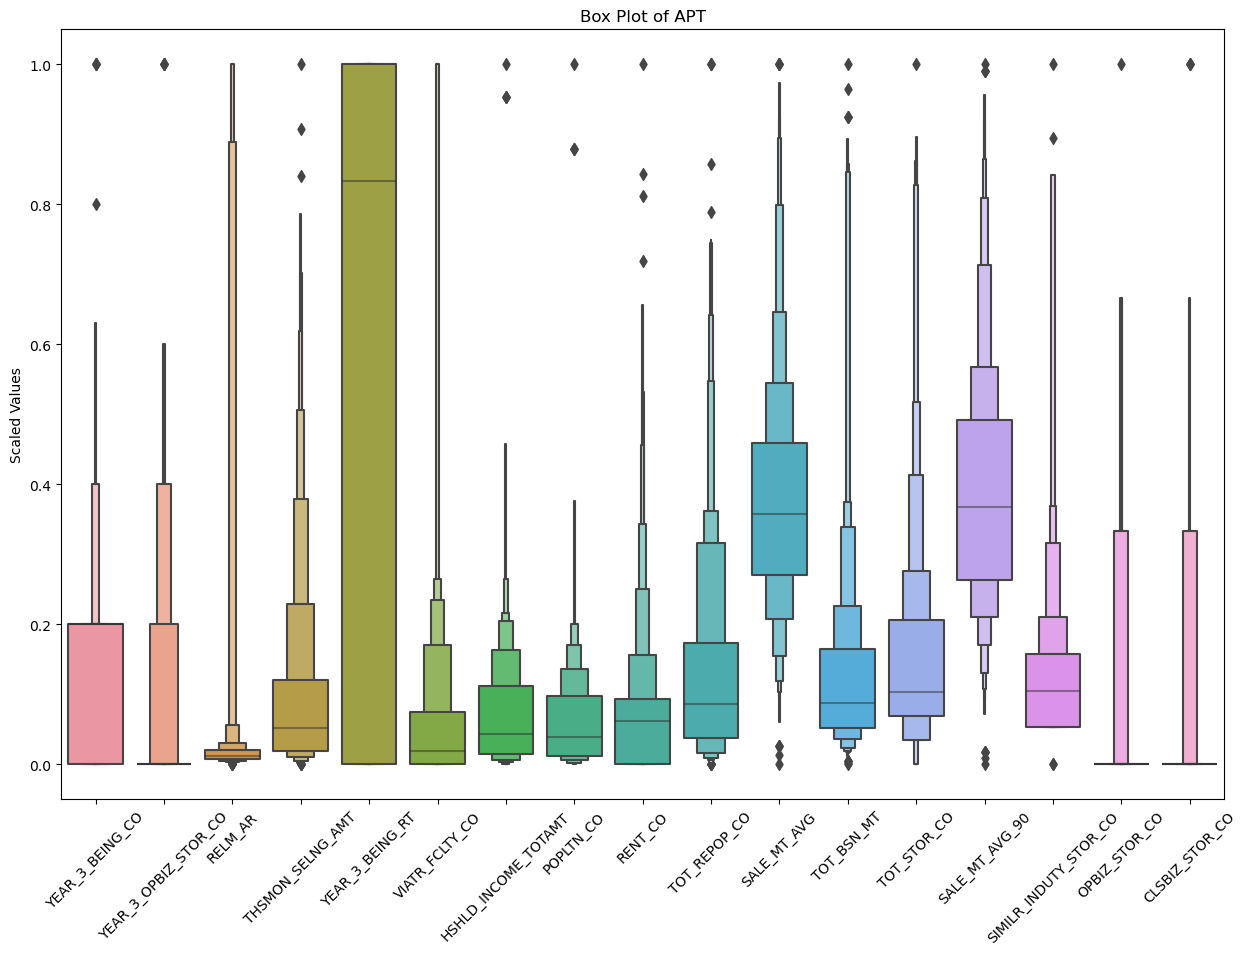 Box Plot of APT
Scaled Values
1.0
0.8
0.6
0.4
0.2
0.0
YEAR_3_BEING_CO
YEAR_3_OPBIZ_STOR_CO
RELM_AR
THSMON_SELNG_AMT
YEAR_3_BEING_RT
VIATR_FCLTY_CO
HSHLD_INCOME_TOTAMT
POPLTN_CO
RENT_CO
TOT_REPOP_CO
SALE_MT_AVG
TOT_BSN_MT
TOT_STOR_CO
SALE_MT_AVG_90
SIMILR_INDUTY_STOR_CO
OPBIZ_STOR_CO
CLSBIZ_STOR_CO